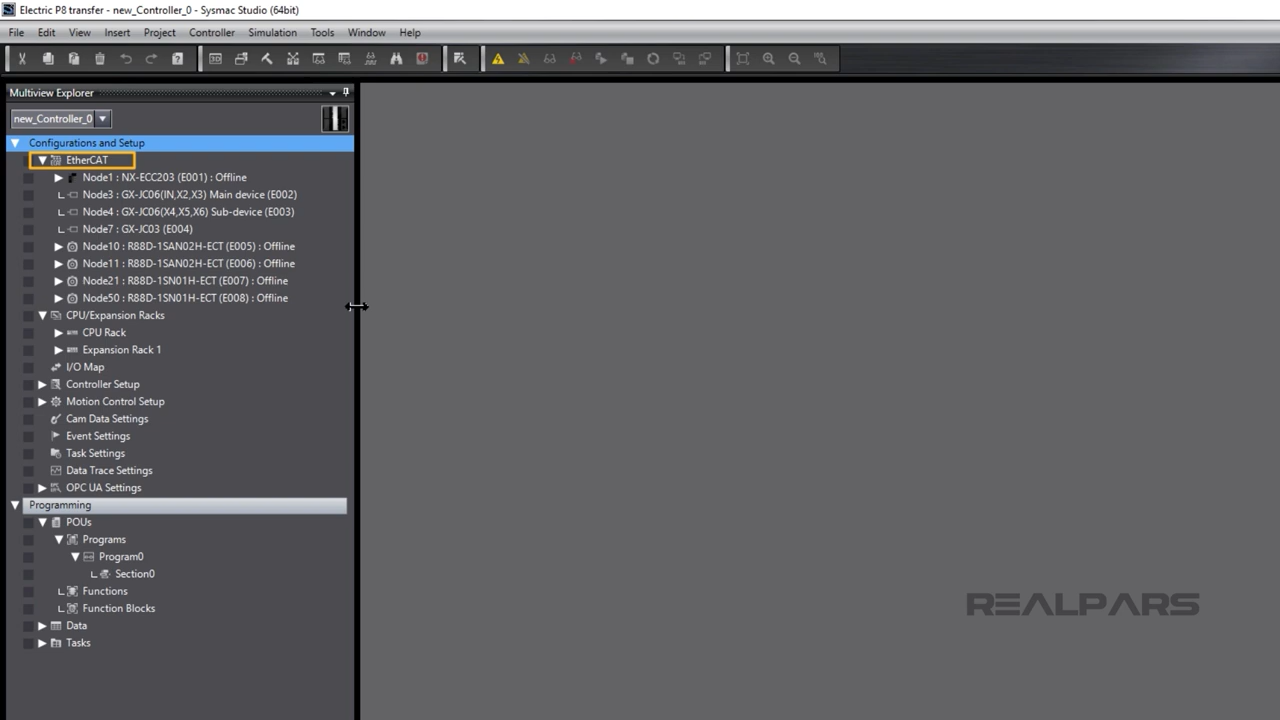 Electric P8 transfer - new_Controller_0 - Sysmac Studio (64bit)
File Edit View Insert Project Controller Simulation Tools Window Help
Multiview Explorer
new_Controller_0
Configurations and Setup
EtherCAT
Node1 : NX-ECC203 (E001) : Offline
Node3 : GX-JC06(IN,X2,X3) Main device (E002)
Node4 : GX-JC06(X4,X5,X6) Sub-device (E003)
Node7 : GX-JC03 (E004)
Node10 : R88D-1SAN02H-ECT (E005) : Offline
Node11 : R88D-1SAN02H-ECT (E006) : Offline
Node21 : R88D-1SN01H-ECT (E007) : Offline
Node50 : R88D-1SN01H-ECT (E008) : Offline
CPU/Expansion Racks
CPU Rack
Expansion Rack 1
I/O Map
Controller Setup
Motion Control Setup
Cam Data Settings
Event Settings
Task Settings
Data Trace Settings
OPC UA Settings
Programming
POUs
Programs
Program0
Section0
Functions
Function Blocks
Data
Tasks
REALPARS